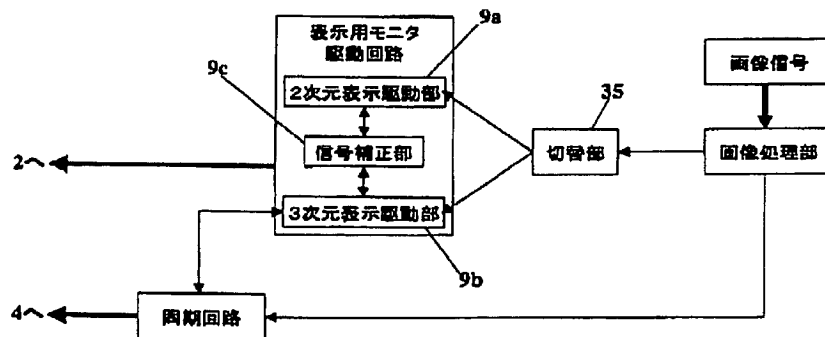 表示用モニタ
駆動回路
9a
9c
画像信号
2次元表示駆動部
35
信号補正部
切替部
画像処理部
2へ
3次元表示駆動部
9b
4へ
同期回路